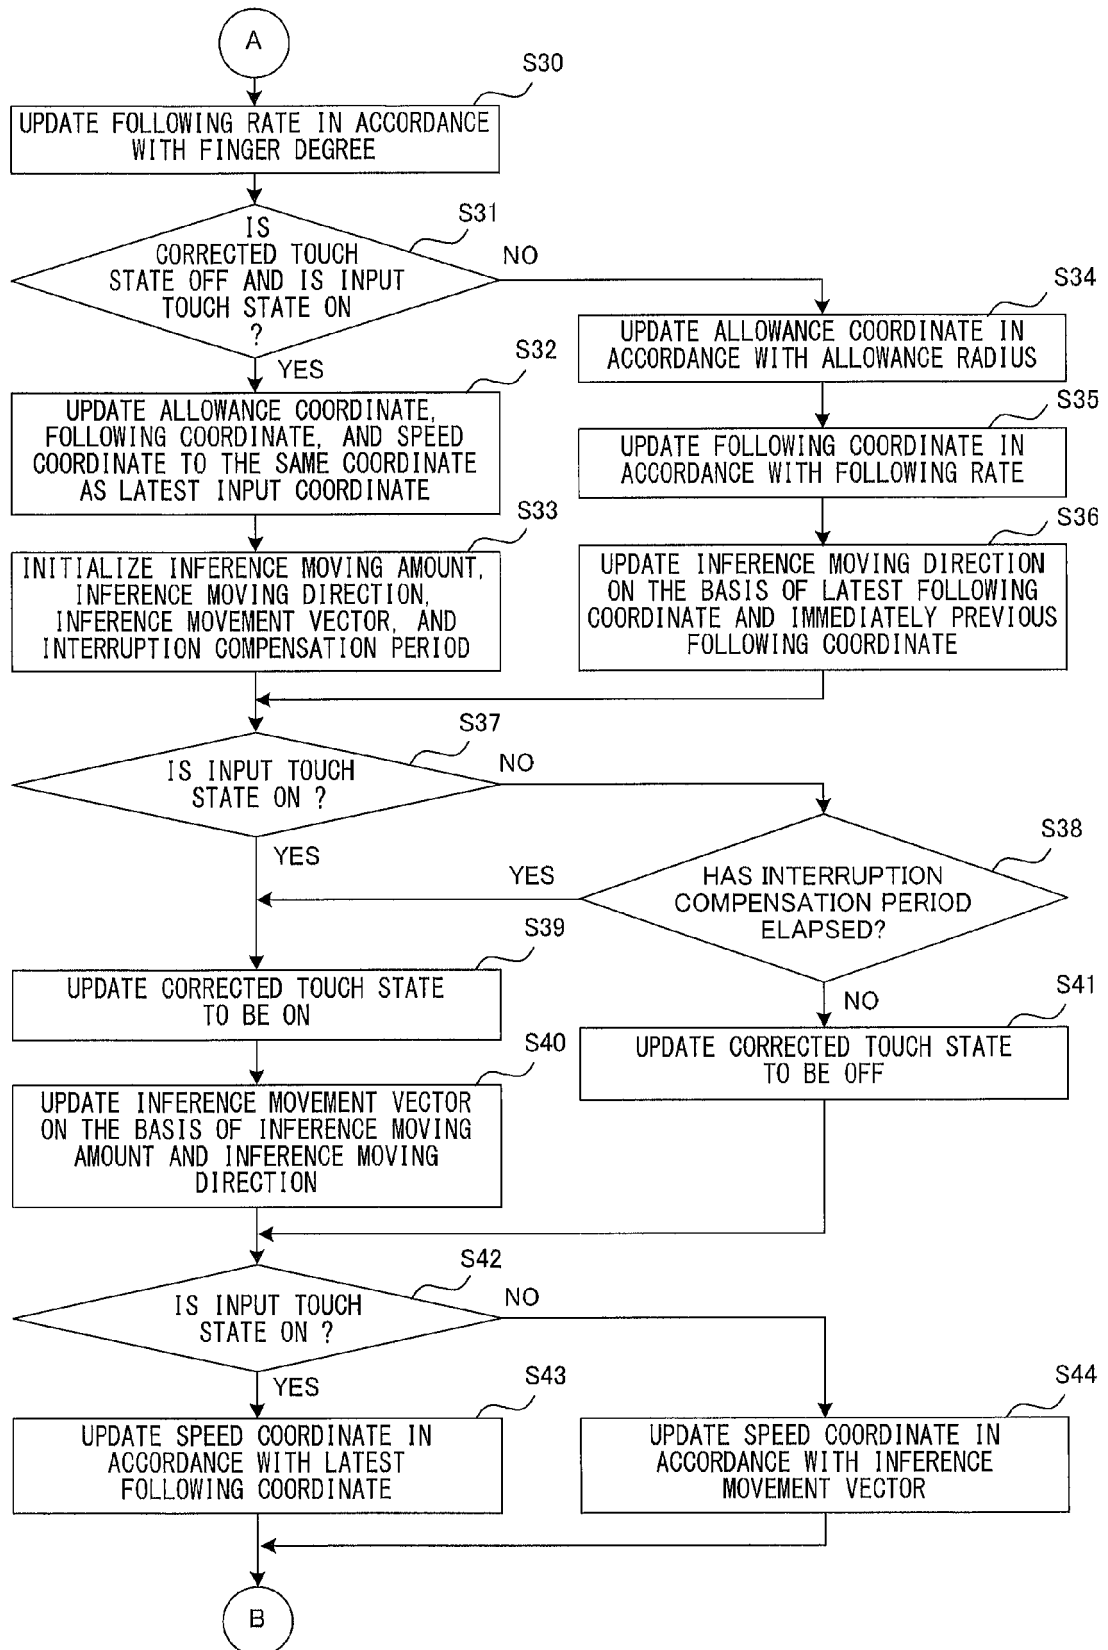 A
S30
UPDATE FOLLOWING RATE IN ACCORDANCE
WITH FINGER DEGREE
S31
IS
CORRECTED TOUCH
STATE OFF AND IS INPUT
TOUCH STATE ON
?
NO
YES
S34
UPDATE ALLOWANCE COORDINATE IN
ACCORDANCE WITH ALLOWANCE RADIUS
S32
UPDATE ALLOWANCE COORDINATE,
FOLLOWING COORDINATE, AND SPEED
COORDINATE TO THE SAME COORDINATE
AS LATEST INPUT COORDINATE
S35
UPDATE FOLLOWING COORDINATE IN
ACCORDANCE WITH FOLLOWING RATE
S33
INITIALIZE INFERENCE MOVING AMOUNT,
INFERENCE MOVING DIRECTION,
INFERENCE MOVEMENT VECTOR, AND
INTERRUPTION COMPENSATION PERIOD
S36
UPDATE INFERENCE MOVING DIRECTION
ON THE BASIS OF LATEST FOLLOWING
COORDINATE AND IMMEDIATELY PREVIOUS
FOLLOWING COORDINATE
S37
IS INPUT TOUCH
STATE ON ?
NO
YES
S38
HAS INTERRUPTION
COMPENSATION PERIOD
ELAPSED?
YES
NO
S39
UPDATE CORRECTED TOUCH STATE
TO BE ON
S41
UPDATE CORRECTED TOUCH STATE
TO BE OFF
S40
UPDATE INFERENCE MOVEMENT VECTOR
ON THE BASIS OF INFERENCE MOVING
AMOUNT AND INFERENCE MOVING
DIRECTION
S42
IS INPUT TOUCH
STATE ON ?
NO
YES
S43
UPDATE SPEED COORDINATE IN
ACCORDANCE WITH LATEST
FOLLOWING COORDINATE
S44
UPDATE SPEED COORDINATE IN
ACCORDANCE WITH INFERENCE
MOVEMENT VECTOR
B